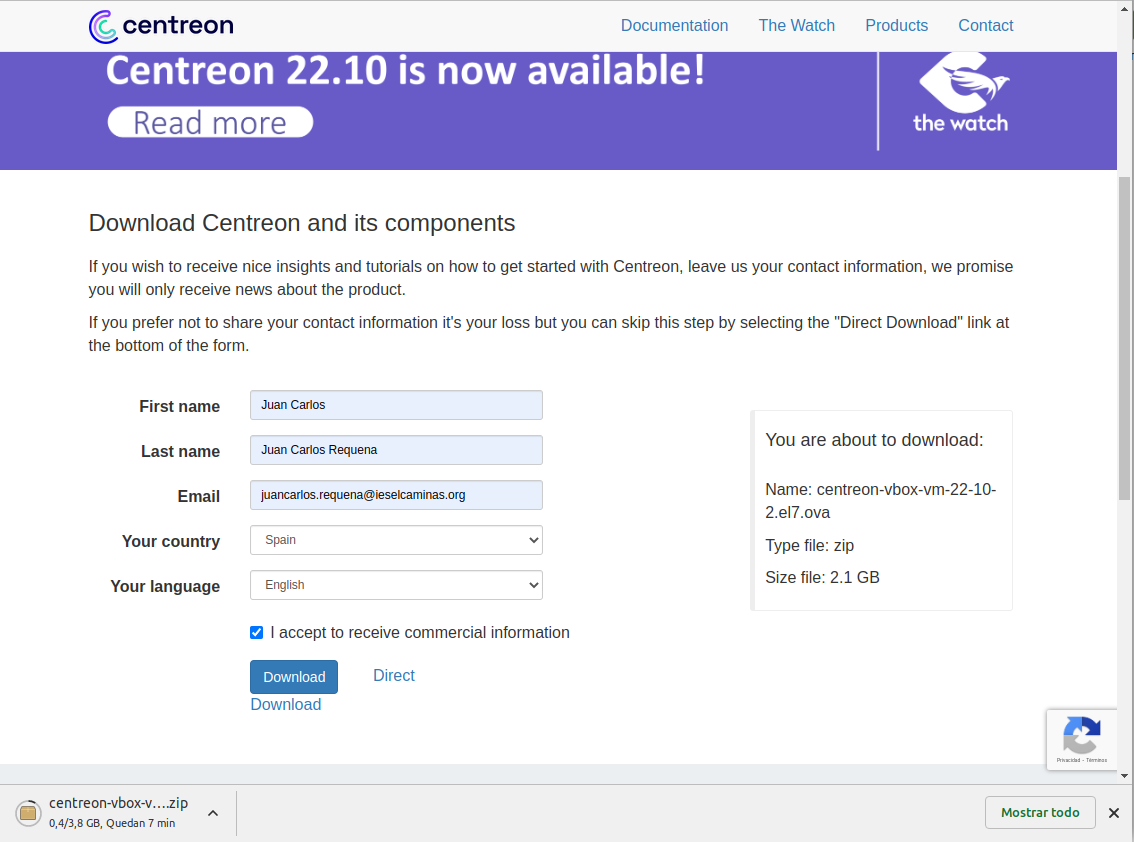 centreon
Documentation The Watch Products Contact
Centreon 22.10 is now available!
Read more
the watch
Download Centreon and its components
If you wish to receive nice insights and tutorials on how to get started with Centreon, leave us your contact information, we promise
you will only receive news about the product.
If you prefer not to share your contact information it's your loss but you can skip this step by selecting the "Direct Download" link at
the bottom of the form.
First name Juan Carlos
Last name Juan Carlos Requena
Email juancarlos.requena@ieselcaminas.org
Your country Spain
Your language English
I accept to receive commercial information
Download Direct
Download
You are about to download:
Name: centreon-vbox-vm-22-10-
2.el7.ova
Type file: zip
Size file: 2.1 GB
Privacidad - Términos
centreon-vbox-v....zip
0,4/3,8 GB, Quedan 7 min
Mostrar todo